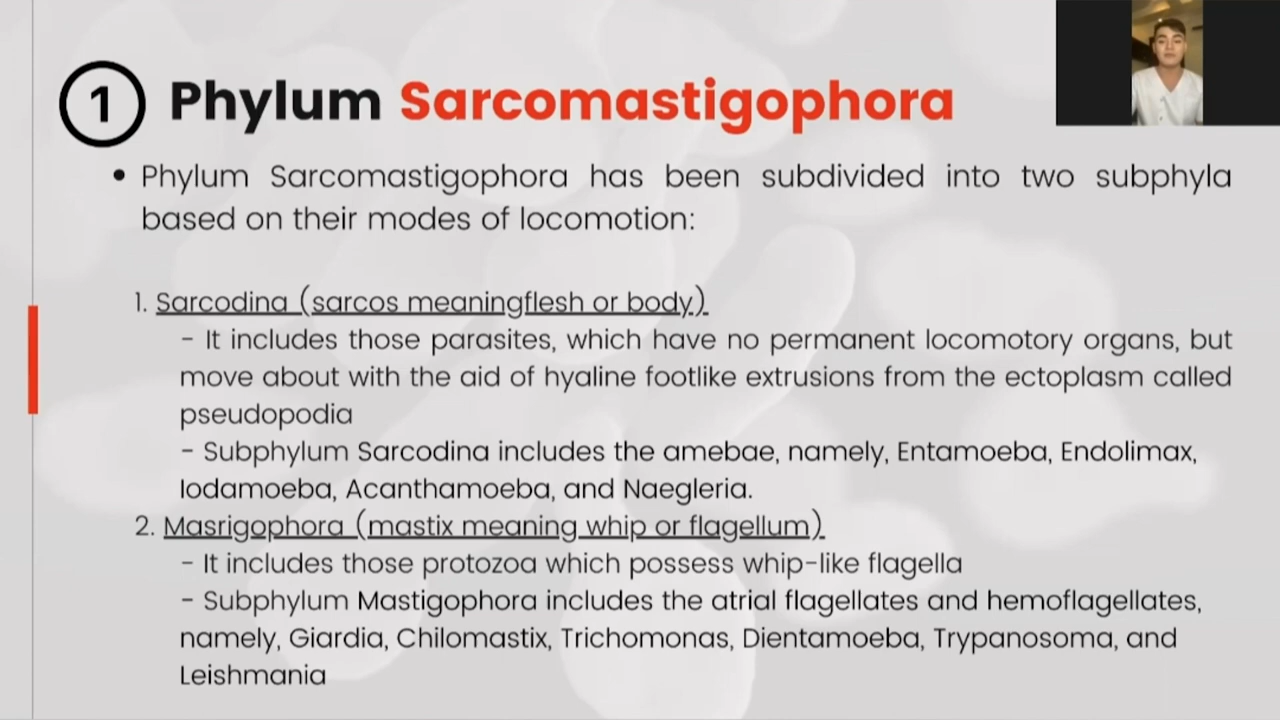 1 Phylum Sarcomastigophora
• Phylum Sarcomastigophora has been subdivided into two subphyla
based on their modes of locomotion:
1. Sarcodina (sarcos meaningflesh or body)
- It includes those parasites, which have no permanent locomotory organs, but
move about with the aid of hyaline footlike extrusions from the ectoplasm called
pseudopodia
- Subphylum Sarcodina includes the amebae, namely, Entamoeba, Endolimax,
Iodamoeba, Acanthamoeba, and Naegleria.
2. Masrigophora (mastix meaning whip or flagellum)
- It includes those protozoa which possess whip-like flagella
- Subphylum Mastigophora includes the atrial flagellates and hemoflagellates,
namely, Giardia, Chilomastix, Trichomonas, Dientamoeba, Trypanosoma, and
Leishmania